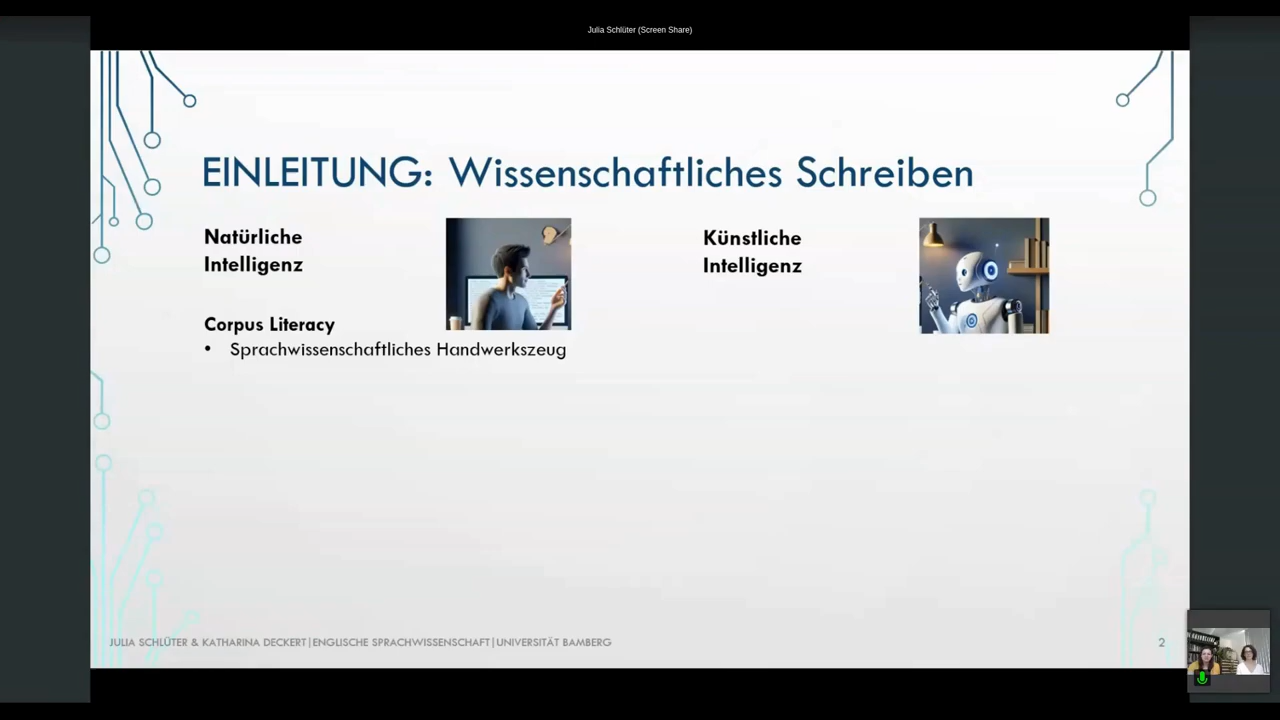 Julia Schlüter (Screen Share)
EINLEITUNG: Wissenschaftliches Schreiben
Natürliche
Intelligenz
Künstliche
Intelligenz
Corpus Literacy
• Sprachwissenschaftliches Handwerkszeug
JULIA SCHLÜTER & KATHARINA DECKERT|ENGLISCHE SPRACHWISSENSCHAFT|UNIVERSITÄT BAMBERG
2